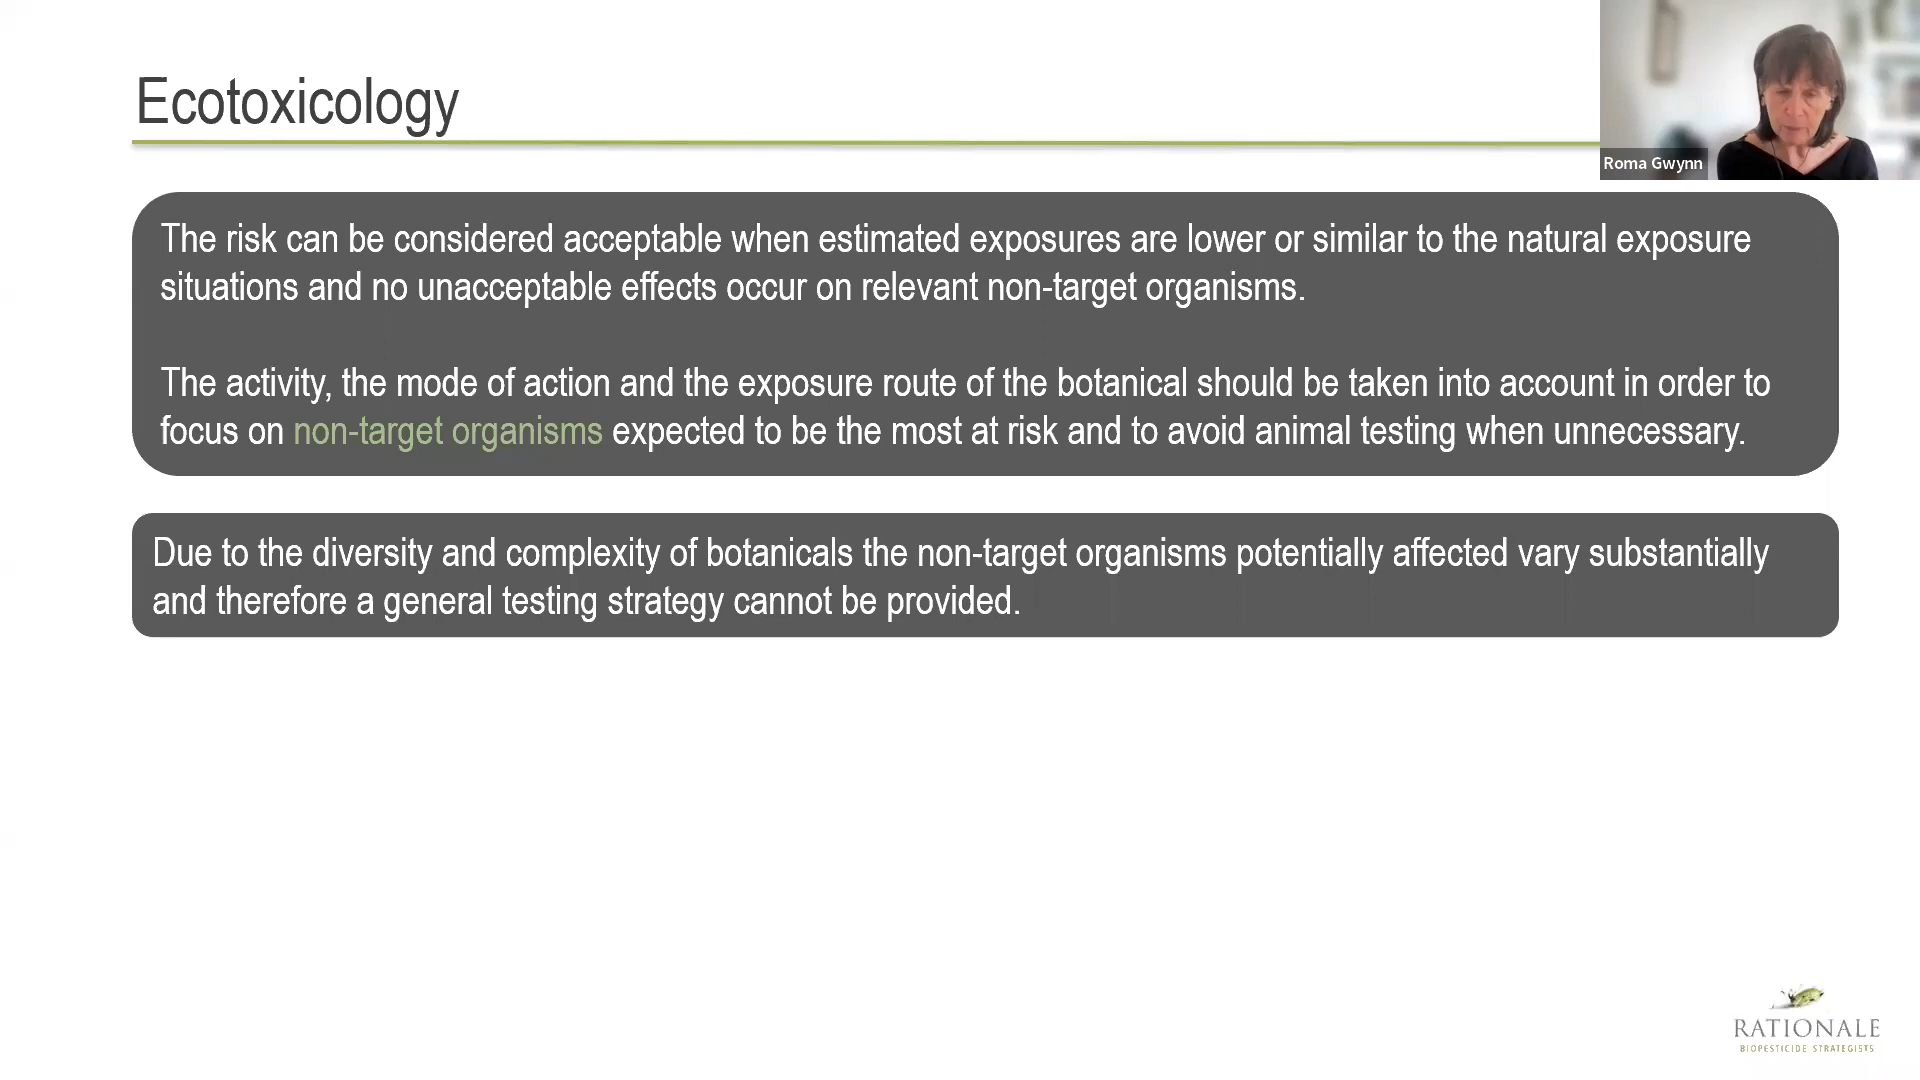 Ecotoxicology
Roma Gwynn
The risk can be considered acceptable when estimated exposures are lower or similar to the natural exposure
situations and no unacceptable effects occur on relevant non-target organisms.
The activity, the mode of action and the exposure route of the botanical should be taken into account in order to
focus on non-target organisms expected to be the most at risk and to avoid animal testing when unnecessary.
Due to the diversity and complexity of botanicals the non-target organisms potentially affected vary substantially
and therefore a general testing strategy cannot be provided.
RATIONALE
BIOPESTICIDE STRATEGISTS